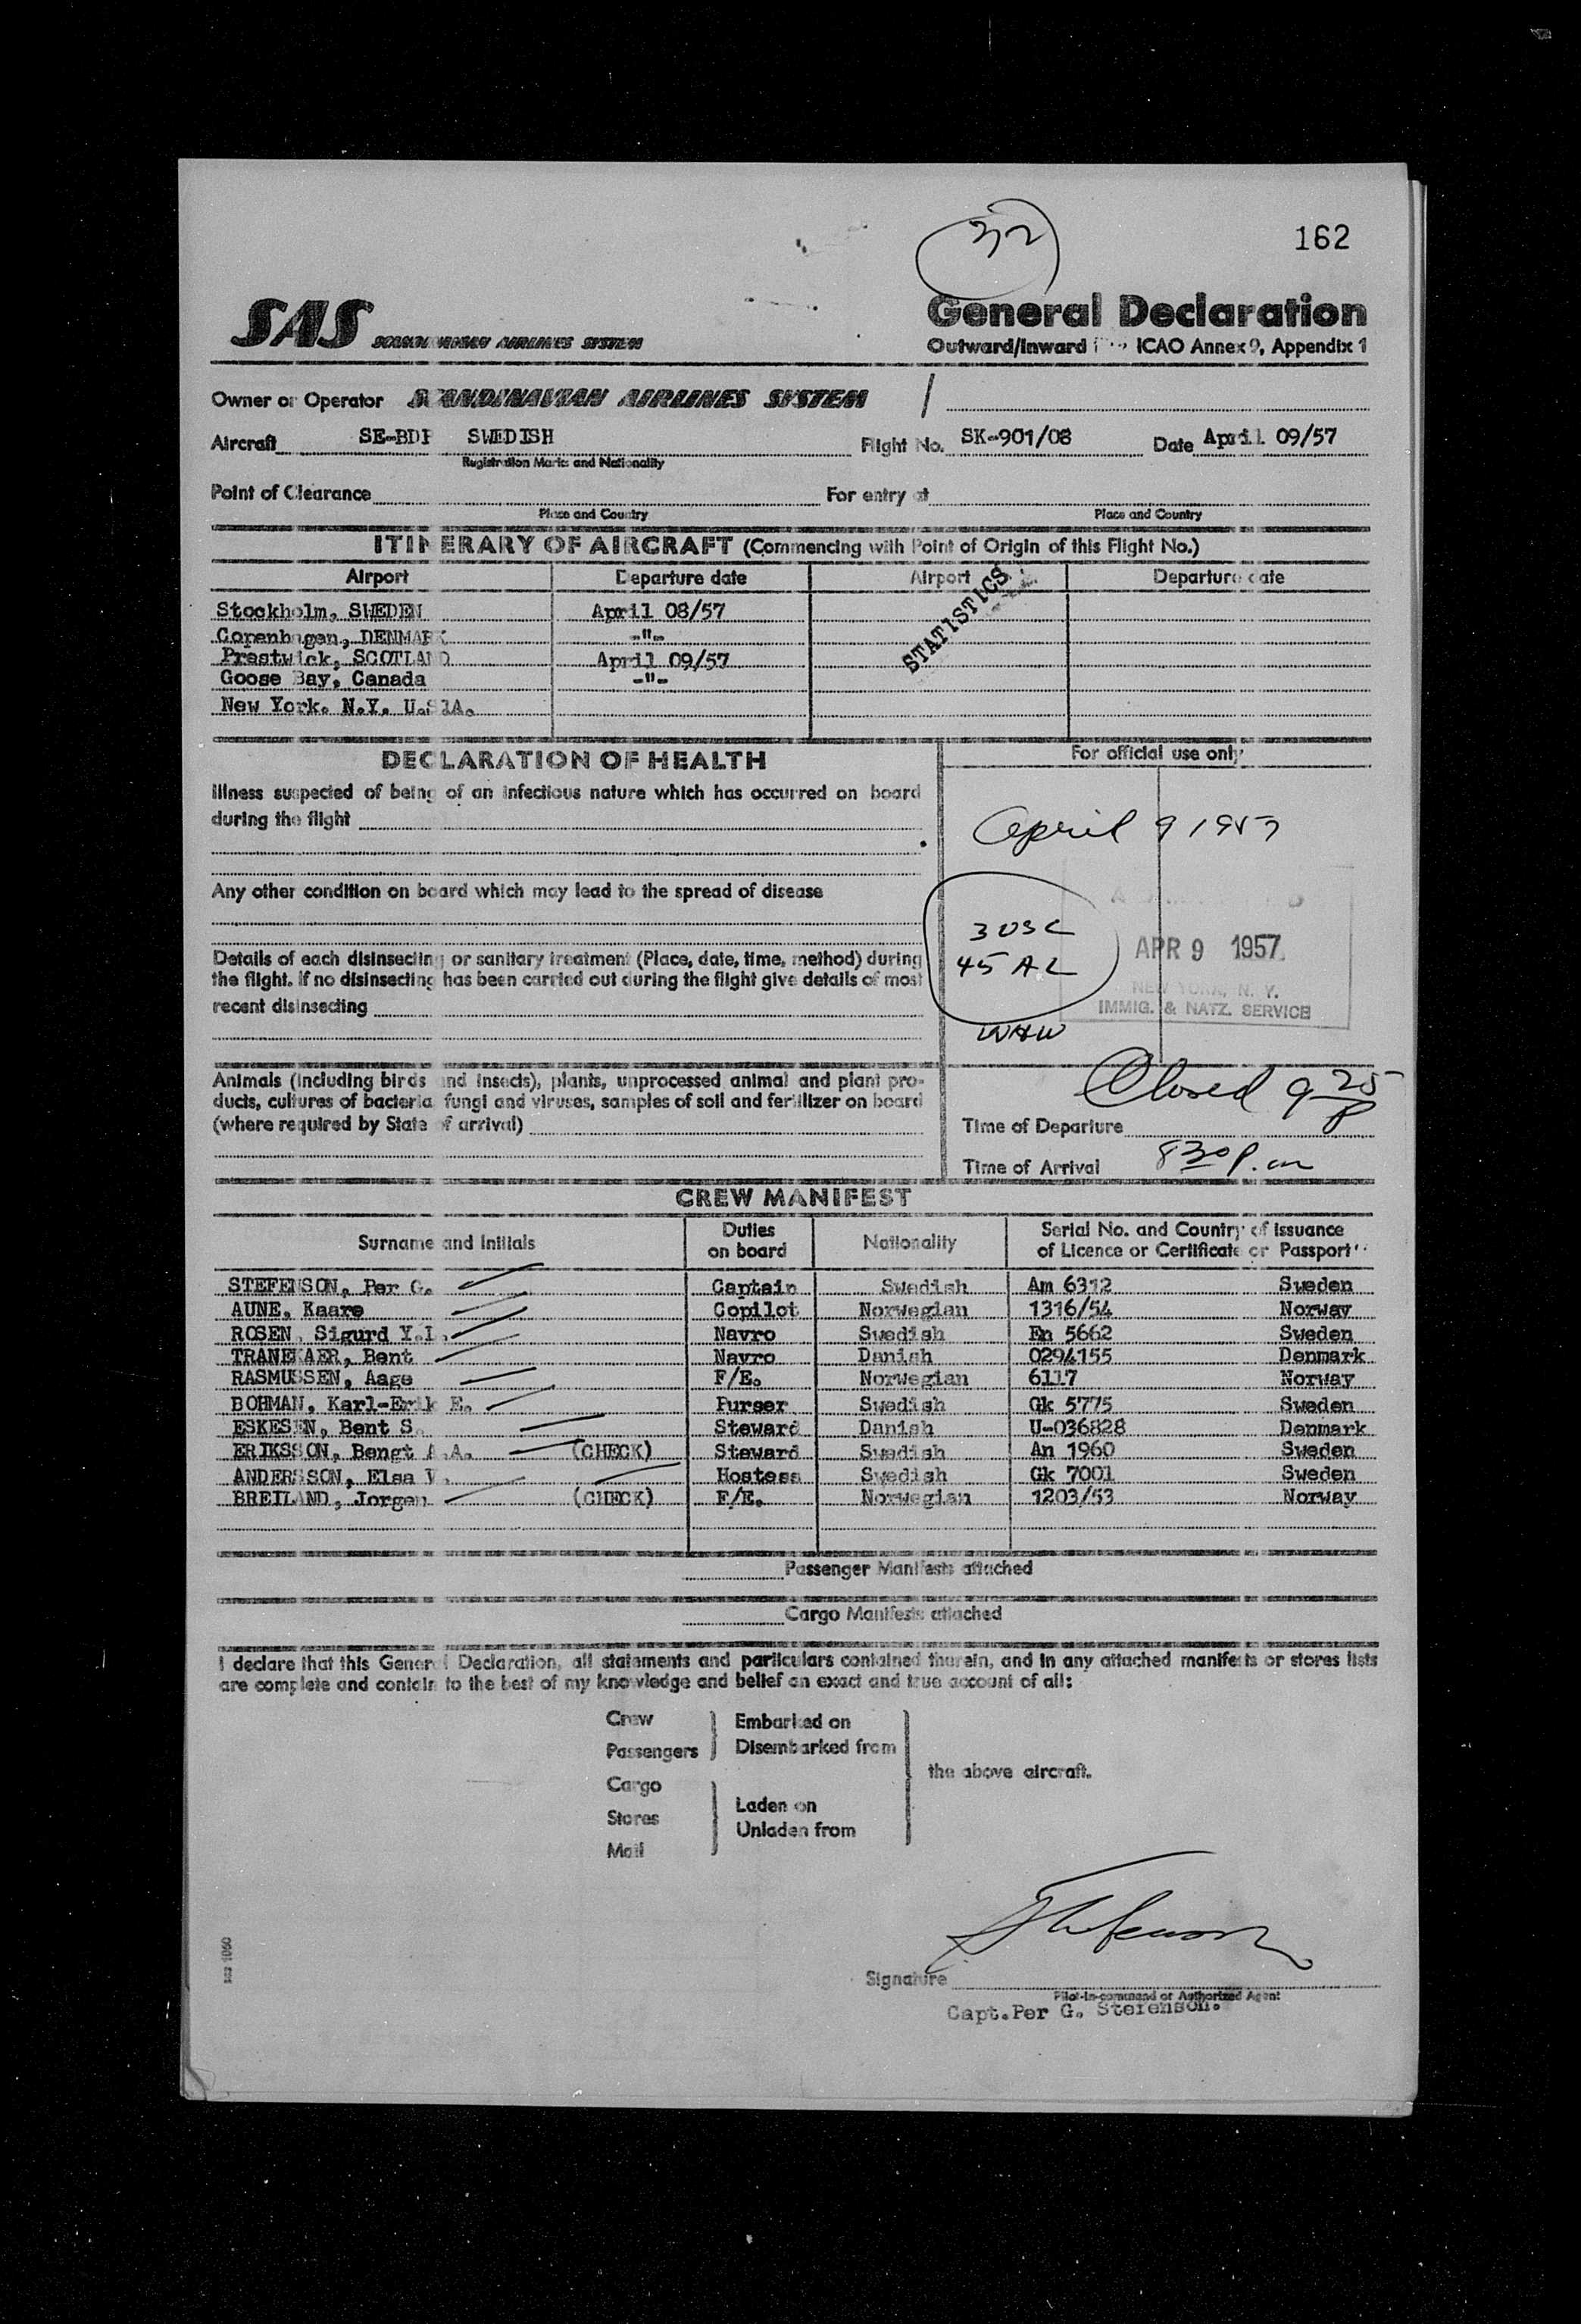 32
162
SAS SCANDINAVIAN AIRLINES SYSTEM
General Declaration
Outward/Inward ICAO Annex 9, Appendix 1
Owner or Operator SCANDINAVIAN AIRLINES SYSTEM
Aircraft SE-BDP SWEDISH Flight No. SK-901/08 Date April 09/57
Registration Marks and Nationality
Point of Clearance For entry at
Place and Country Place and Country
ITINERARY OF AIRCRAFT (Commencing with Point of Origin of this Flight No.)
Airport Departure date Airport Departure date
STATISTICS
Stockholm, SWEDEN April 08/57
Copenhagen, DENMARK -"-
Prestwick, SCOTLAND April 09/57
Goose Bay, Canada -"-
New York. N.Y. U.S.A.
DECLARATION OF HEALTH
Illness suspected of being of an infectious nature which has occurred on board
during the flight
Any other condition on board which may lead to the spread of disease
Details of each disinsecting or sanitary treatment (Place, date, time, method) during
the flight. If no disinsecting has been carried out during the flight give details of most
recent disinsecting
Animals (including birds and insects), plants, unprocessed animal and plant pro-
ducts, cultures of bacteria fungi and viruses, samples of soil and fertilizer on board
(where required by State of arrival)
For official use only
April 9 1957
3 USC
45 AL
APR 9 1957
NEW YORK, N. Y.
IMMIG. & NATZ. SERVICE
Closed 9 25 P
Time of Departure
Time of Arrival 8 30 P.m
CREW MANIFEST
Surname and Initials Duties on board Nationality Serial No. and Country of Issuance of Licence or Certificate or Passport
STEFENSON, Per G. Captain Swedish Am 6312 Sweden
AUNE, Kaare Copilot Norwegian 1316/54 Norway
ROSEN, Sigurd Y.L. Navro Swedish En 5662 Sweden
TRANEKAER, Bent Navro Danish 0294155 Denmark
RASMUSSEN, Aage F/E. Norwegian 6117 Norway
BOHMAN, Karl-Erik E. Purser Swedish Gk 5775 Sweden
ESKESEN, Bent S. Steward Danish U-036828 Denmark
ERIKSSON, Bengt A.A. (CHECK) Steward Swedish An 1960 Sweden
ANDERSSON, Elsa V. Hostess Swedish Gk 7001 Sweden
BREILAND, Jorgen (CHECK) F/E. Norwegian 1203/53 Norway
Passenger Manifests attached
Cargo Manifests attached
I declare that this General Declaration, all statements and particulars contained therein, and in any attached manifests or stores lists
are complete and contain to the best of my knowledge and belief an exact and true account of all:
Crew
Passengers
Embarked on
Disembarked from
Cargo
Stores
Mail
Laden on
Unladen from
the above aircraft.
Signature
Pilot-in-command or Authorized Agent
Capt.Per G. Stefenson.